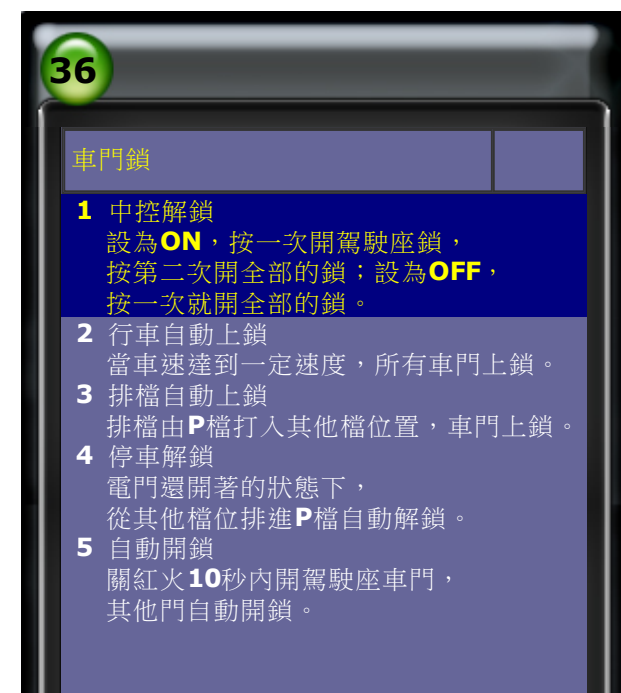 36
車門鎖
1 中控解鎖
設為ON，按一次開駕駛座鎖，
按第二次開全部的鎖；設為OFF，
按一次就開全部的鎖。
2 行車自動上鎖
當車速達到一定速度，所有車門上鎖。
3 排檔自動上鎖
排檔由P檔打入其他檔位置，車門上鎖。
4 停車解鎖
電門還開著的狀態下，
從其他檔位排進P檔自動解鎖。
5 自動開鎖
關紅火10秒內開駕駛座車門，
其他門自動開鎖。